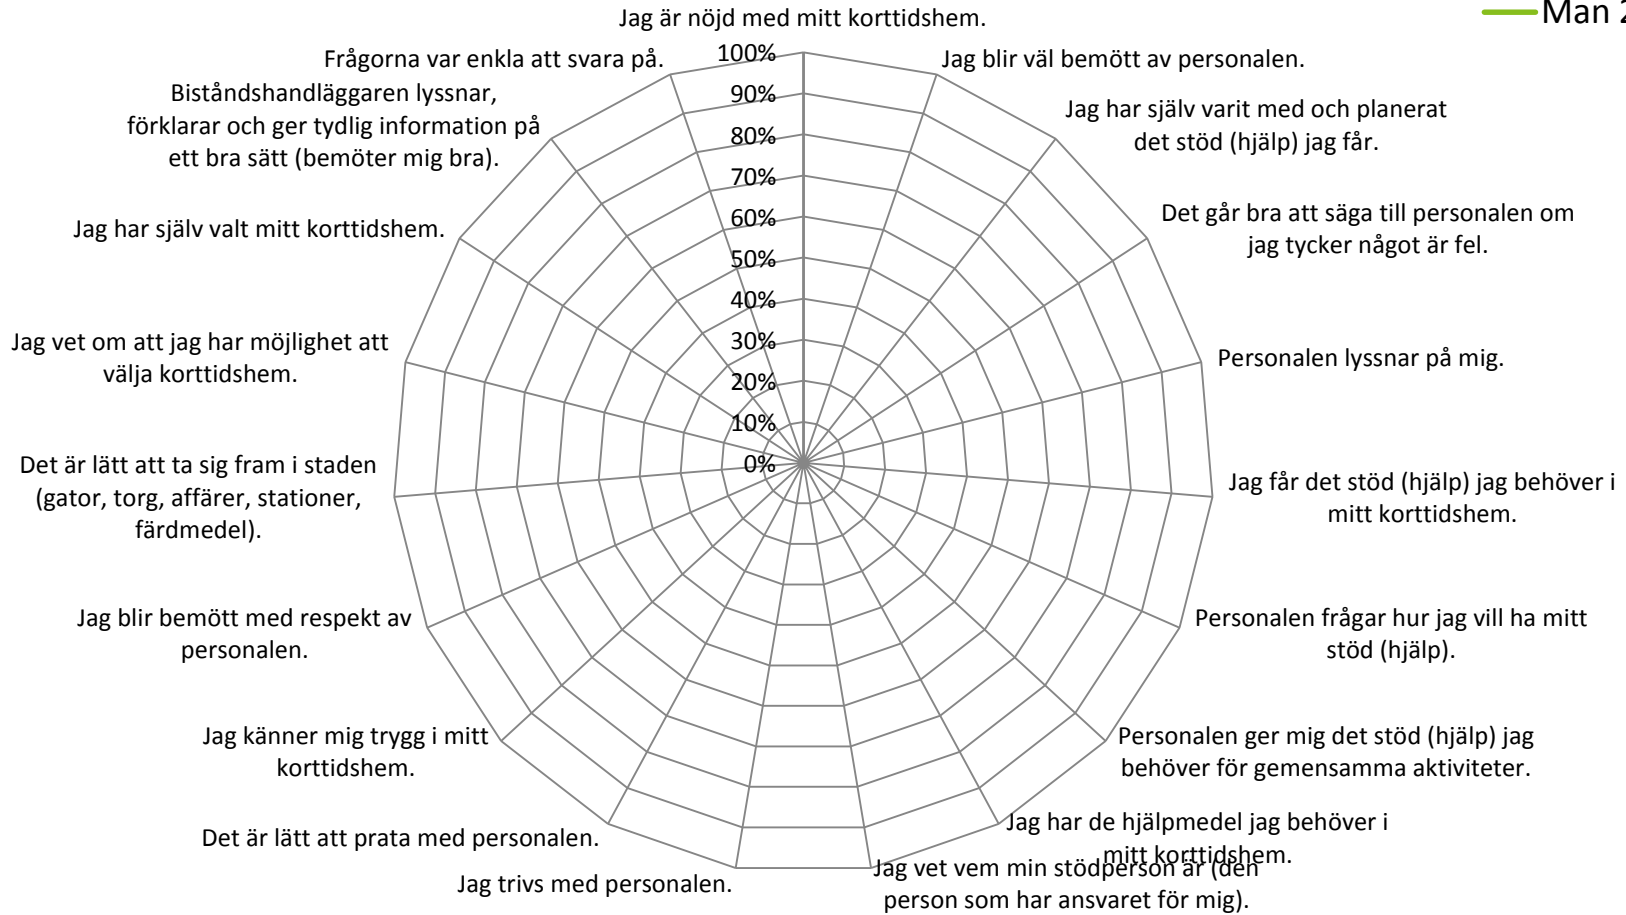 Jag är nöjd med mitt korttidshem.
Man 2
Jag blir väl bemött av personalen.
Jag har själv varit med och planerat
det stöd (hjälp) jag får.
Det går bra att säga till personalen om
jag tycker något är fel.
Personalen lyssnar på mig.
Jag får det stöd (hjälp) jag behöver i
mitt korttidshem.
Personalen frågar hur jag vill ha mitt
stöd (hjälp).
Personalen ger mig det stöd (hjälp) jag
behöver för gemensamma aktiviteter.
Jag har de hjälpmedel jag behöver i
mitt korttidshem.
Jag vet vem min stödperson är (den
person som har ansvaret för mig).
Jag trivs med personalen.
Det är lätt att prata med personalen.
Jag känner mig trygg i mitt
korttidshem.
Jag blir bemött med respekt av
personalen.
Det är lätt att ta sig fram i staden
(gator, torg, affärer, stationer,
färdmedel).
Jag vet om att jag har möjlighet att
välja korttidshem.
Jag har själv valt mitt korttidshem.
Biståndshandläggaren lyssnar,
förklarar och ger tydlig information på
ett bra sätt (bemöter mig bra).
Frågorna var enkla att svara på.
100%
90%
80%
70%
60%
50%
40%
30%
20%
10%
0%